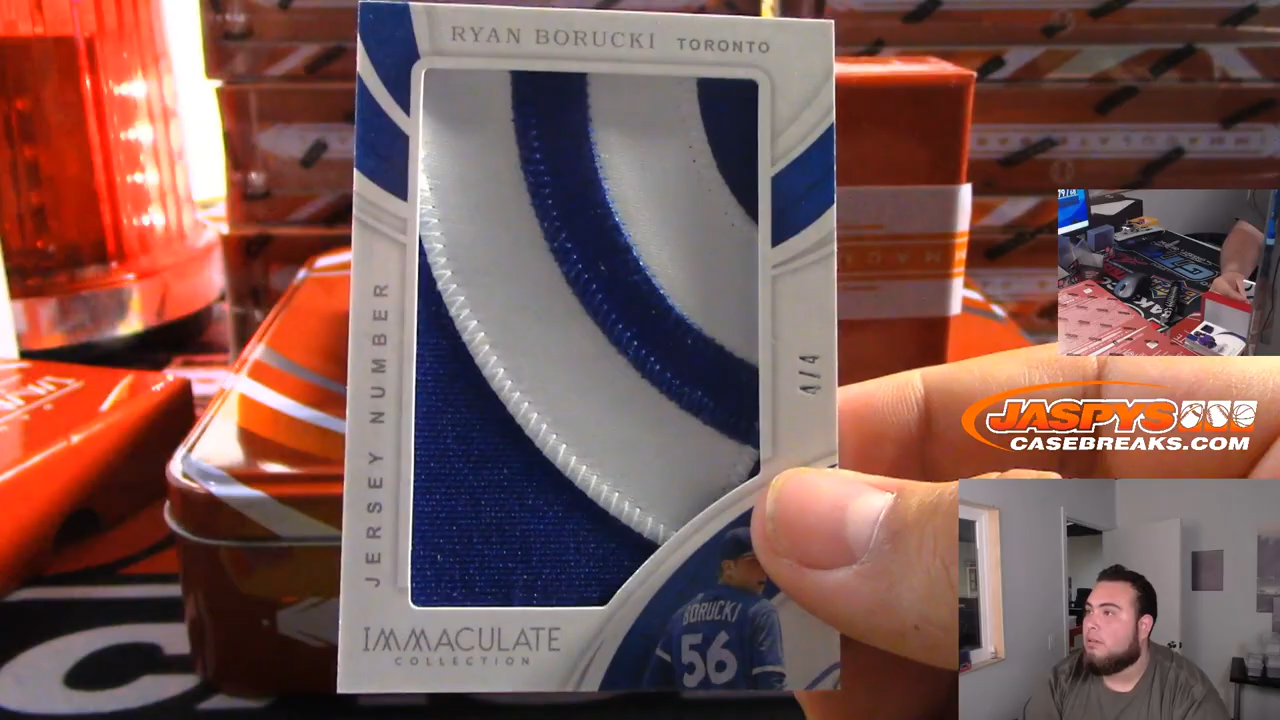 RYAN BORUCKI TORONTO
JERSEY NUMBER
4/4
IMMACULATE
COLLECTION
BORUCKI
56
JASPYS
CASEBREAKS.COM